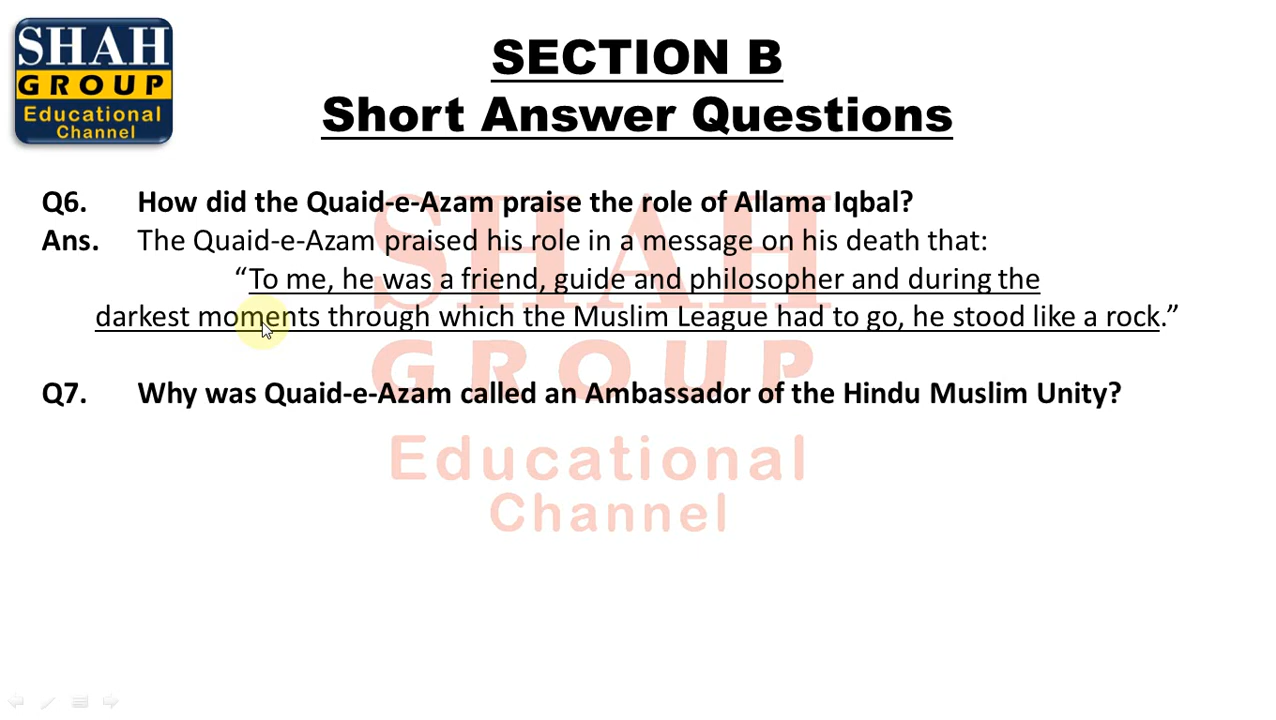 SHAH
GROUP
Educational
Channel
SECTION B
Short Answer Questions
Q6. How did the Quaid-e-Azam praise the role of Allama Iqbal?
Ans. The Quaid-e-Azam praised his role in a message on his death that:
“To me, he was a friend, guide and philosopher and during the
darkest moments through which the Muslim League had to go, he stood like a rock.”
Q7. Why was Quaid-e-Azam called an Ambassador of the Hindu Muslim Unity?
SHAH
GROUP
Educational
Channel